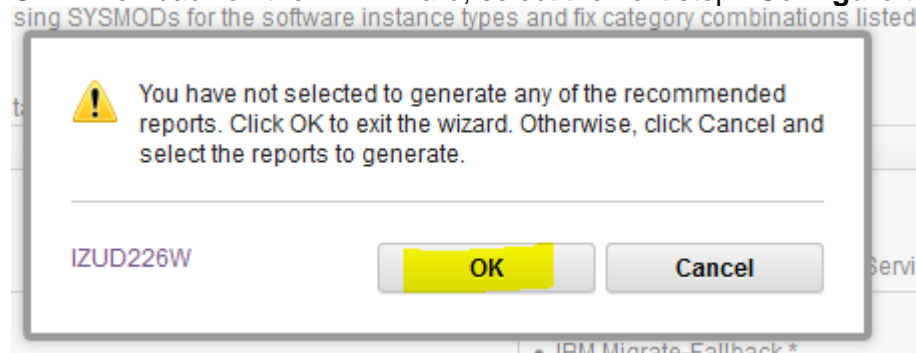 sing SYSMODs for the software instance types and fix category combinations listed
You have not selected to generate any of the recommended
reports. Click OK to exit the wizard. Otherwise, click Cancel and
select the reports to generate.
IZUD226W
OK
Cancel
Servi
• IBM Migrate-Fallback *